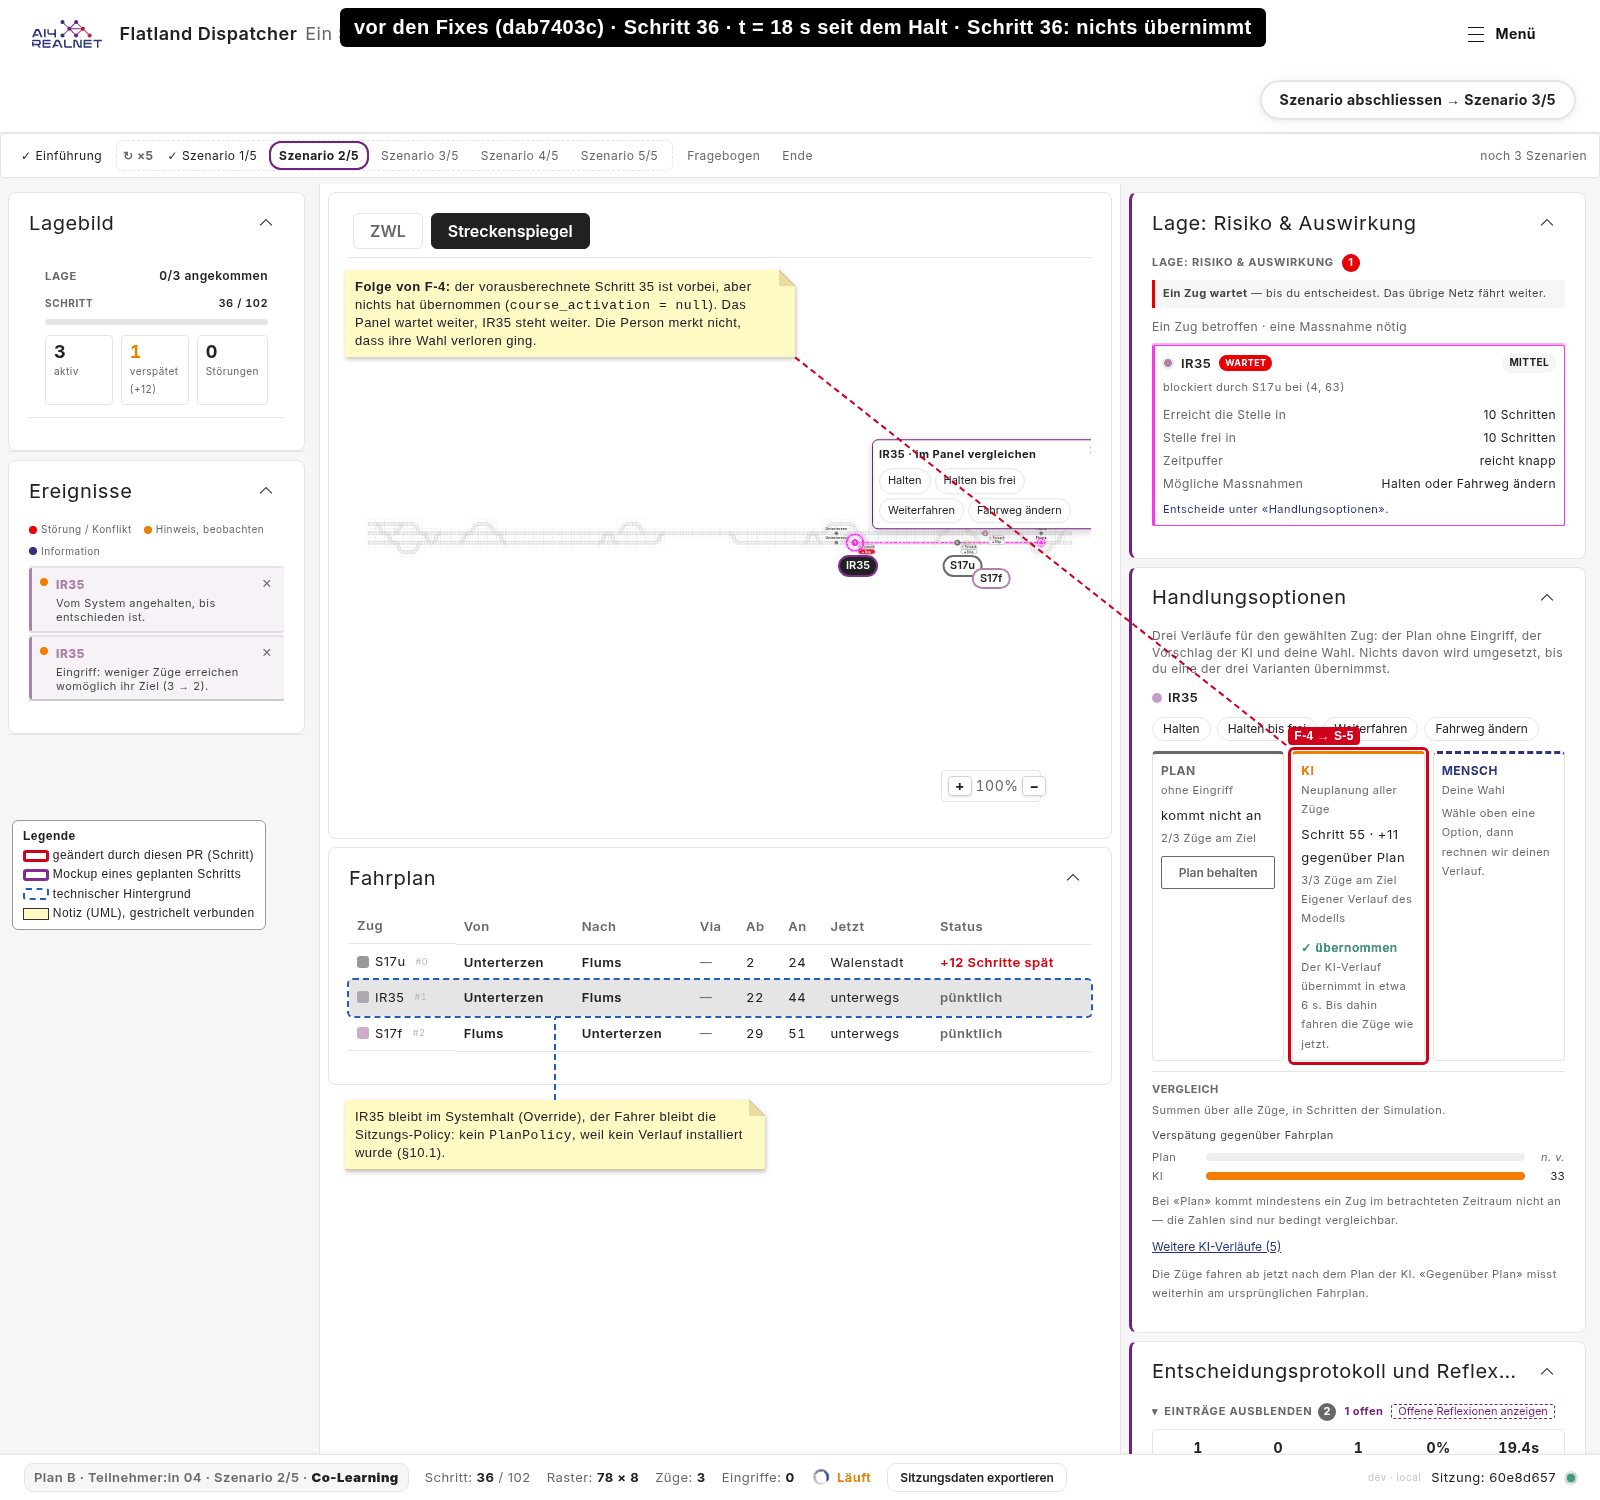 AI4
REALNET
Flatland Dispatcher Ein
vor den Fixes (dab7403c) · Schritt 36 · t = 18 s seit dem Halt · Schritt 36: nichts übernimmt
Menü
Szenario abschliessen → Szenario 3/5
✓ Einführung
↻ ×5
✓ Szenario 1/5
Szenario 2/5
Szenario 3/5
Szenario 4/5
Szenario 5/5
Fragebogen
Ende
noch 3 Szenarien
Lagebild
LAGE 0/3 angekommen
SCHRITT 36 / 102
3
aktiv
1
verspätet
(+12)
0
Störungen
Ereignisse
Störung / Konflikt
Hinweis, beobachten
Information
IR35 ×
Vom System angehalten, bis
entschieden ist.
IR35 ×
Eingriff: weniger Züge erreichen
womöglich ihr Ziel (3 → 2).
Legende
geändert durch diesen PR (Schritt)
Mockup eines geplanten Schritts
technischer Hintergrund
Notiz (UML), gestrichelt verbunden
ZWL
Streckenspiegel
Folge von F-4: der vorausberechnete Schritt 35 ist vorbei, aber
nichts hat übernommen (course_activation = null). Das
Panel wartet weiter, IR35 steht weiter. Die Person merkt nicht,
dass ihre Wahl verloren ging.
IR35 · im Panel vergleichen
Halten
Halten bis frei
Weiterfahren
Fahrweg ändern
IR35
S17u
S17f
+ 100% −
Fahrplan
Zug Von Nach Via Ab An Jetzt Status
S17u #0 Unterterzen Flums — 2 24 Walenstadt +12 Schritte spät
IR35 #1 Unterterzen Flums — 22 44 unterwegs pünktlich
S17f #2 Flums Unterterzen — 29 51 unterwegs pünktlich
IR35 bleibt im Systemhalt (Override), der Fahrer bleibt die
Sitzungs-Policy: kein PlanPolicy, weil kein Verlauf installiert
wurde (§10.1).
Lage: Risiko & Auswirkung
LAGE: RISIKO & AUSWIRKUNG 1
Ein Zug wartet — bis du entscheidest. Das übrige Netz fährt weiter.
Ein Zug betroffen · eine Massnahme nötig
IR35 WARTET MITTEL
blockiert durch S17u bei (4, 63)
Erreicht die Stelle in 10 Schritten
Stelle frei in 10 Schritten
Zeitpuffer reicht knapp
Mögliche Massnahmen Halten oder Fahrweg ändern
Entscheide unter «Handlungsoptionen».
Handlungsoptionen
Drei Verläufe für den gewählten Zug: der Plan ohne Eingriff, der
Vorschlag der KI und deine Wahl. Nichts davon wird umgesetzt, bis
du eine der drei Varianten übernimmst.
IR35
Halten
Halten bis frei
Weiterfahren
Fahrweg ändern
F-4 → S-5
PLAN
ohne Eingriff
kommt nicht an
2/3 Züge am Ziel
Plan behalten
KI
Neuplanung aller
Züge
Schritt 55 · +11
gegenüber Plan
3/3 Züge am Ziel
Eigener Verlauf des
Modells
✓ übernommen
Der KI-Verlauf
übernimmt in etwa
6 s. Bis dahin
fahren die Züge wie
jetzt.
MENSCH
Deine Wahl
Wähle oben eine
Option, dann
rechnen wir deinen
Verlauf.
VERGLEICH
Summen über alle Züge, in Schritten der Simulation.
Verspätung gegenüber Fahrplan
Plan n. v.
KI 33
Bei «Plan» kommt mindestens ein Zug im betrachteten Zeitraum nicht an
— die Zahlen sind nur bedingt vergleichbar.
Weitere KI-Verläufe (5)
Die Züge fahren ab jetzt nach dem Plan der KI. «Gegenüber Plan» misst
weiterhin am ursprünglichen Fahrplan.
Entscheidungsprotokoll und Reflex...
▾ EINTRÄGE AUSBLENDEN 2 1 offen Offene Reflexionen anzeigen
1 0 1 0% 19.4s
Plan B · Teilnehmer:in 04 · Szenario 2/5 · Co-Learning
Schritt: 36 / 102
Raster: 78 × 8
Züge: 3
Eingriffe: 0
Läuft
Sitzungsdaten exportieren
dev · local
Sitzung: 60e8d657